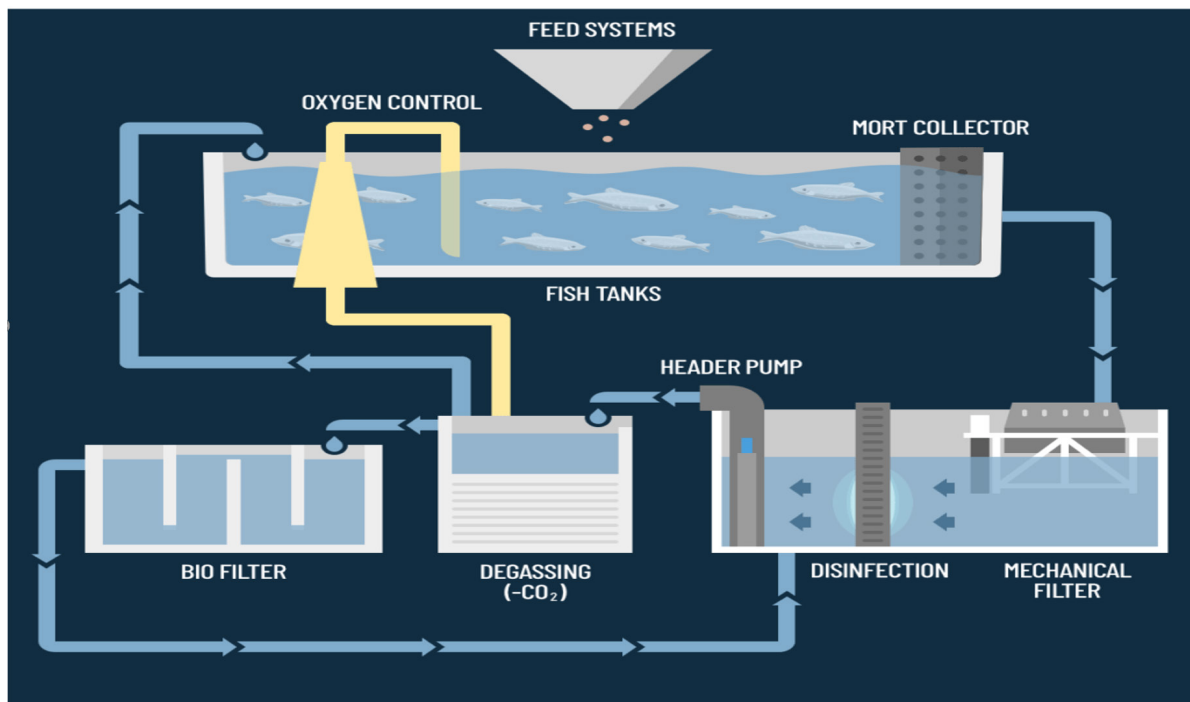 FEED SYSTEMS
OXYGEN CONTROL
MORT COLLECTOR
FISH TANKS
HEADER PUMP
BIO FILTER
DEGASSING
(-CO₂)
DISINFECTION
MECHANICAL
FILTER